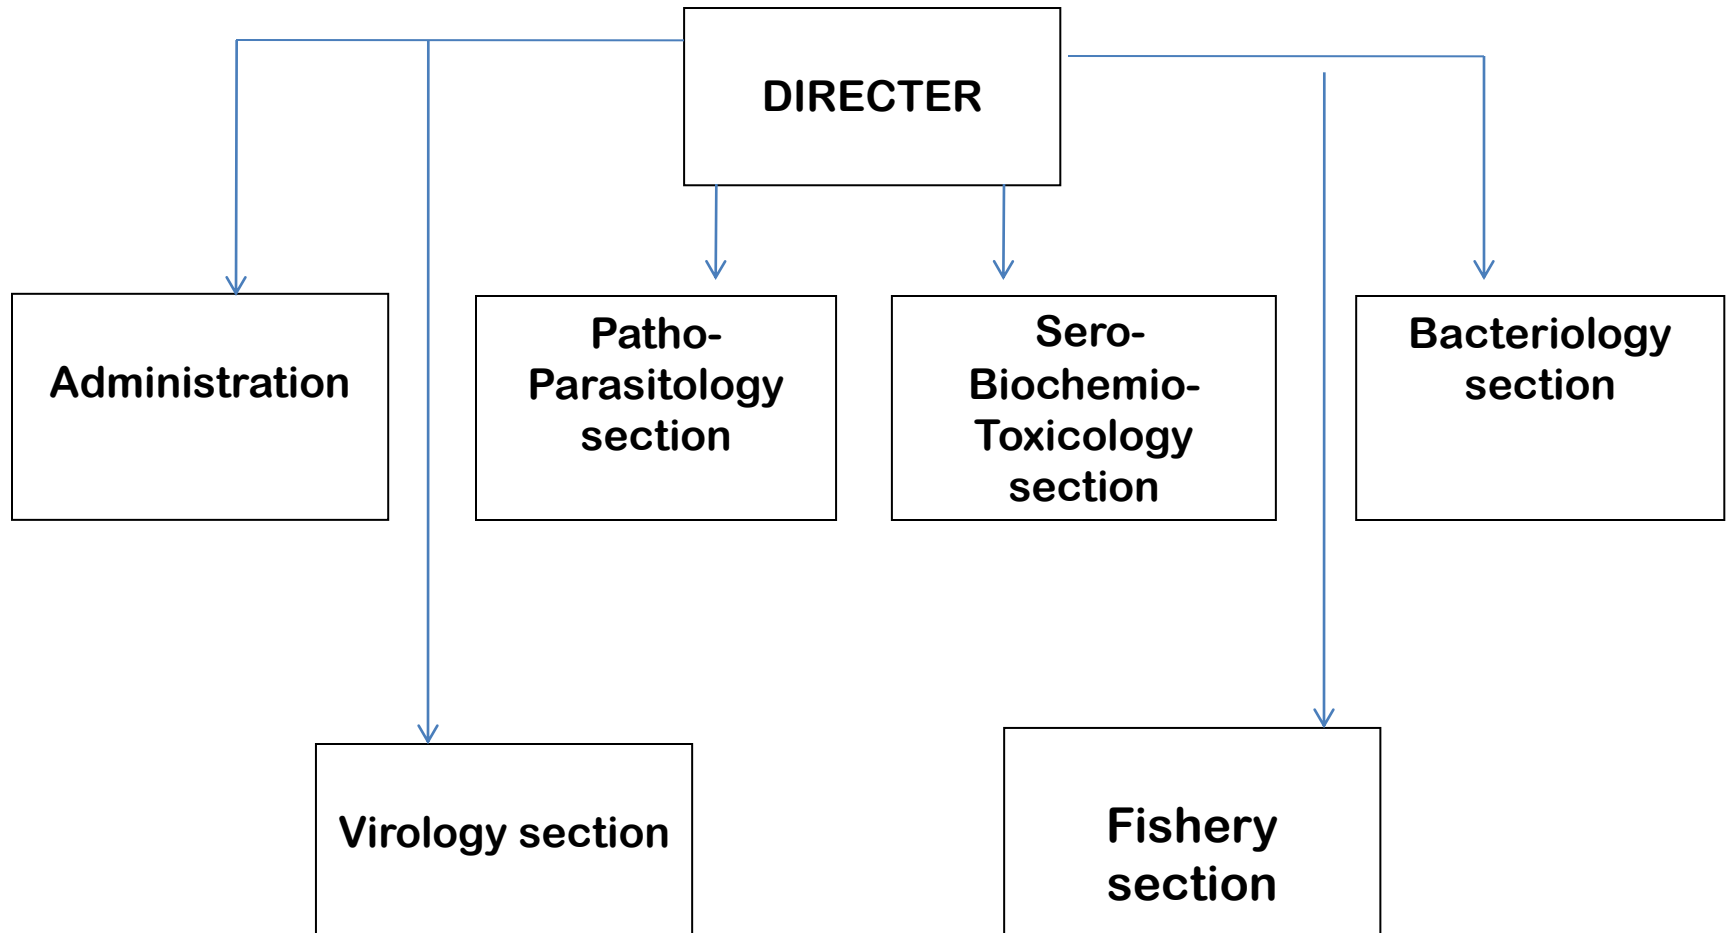 DIRECTER
Administration
Patho-
Parasitology
section
Sero-
Biochemio-
Toxicology
section
Bacteriology
section
Virology section
Fishery
section